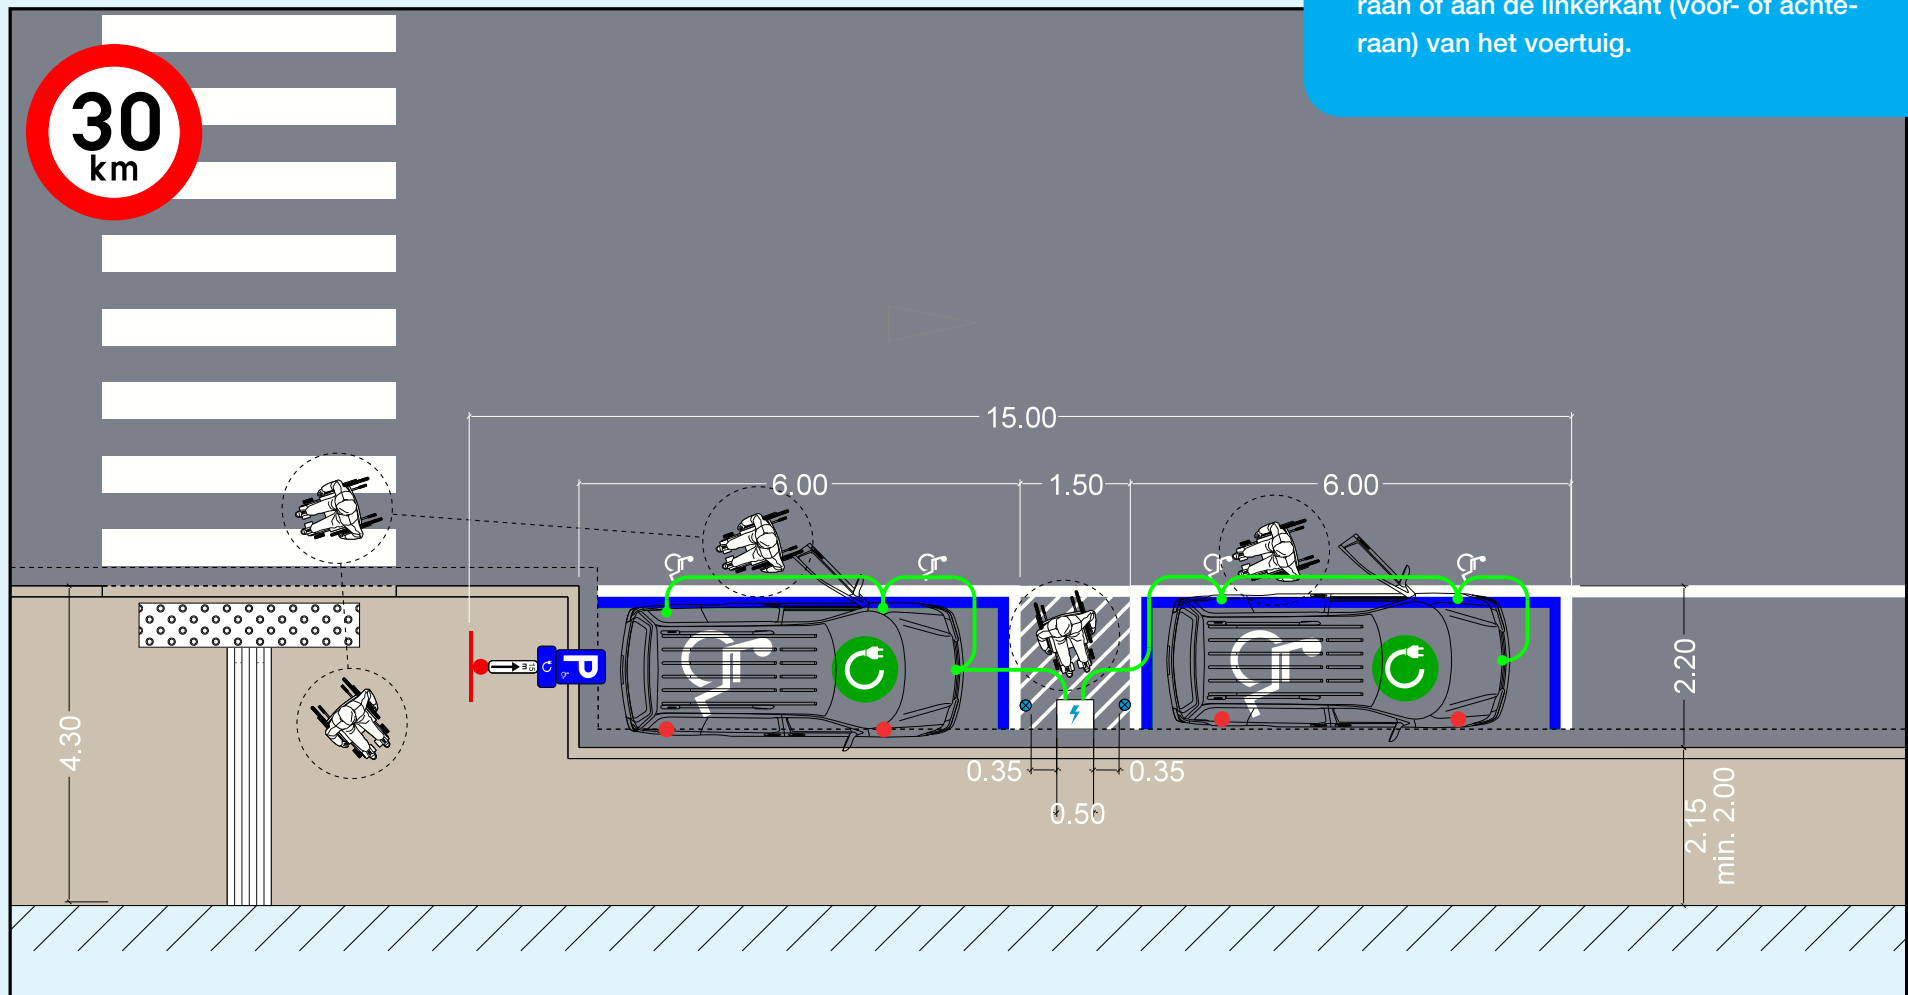 raan of aan de linkerkant (voor- of achte-
raan) van het voertuig.
30
km
15.00
6.00
1.50
6.00
P
15 m
2.20
4.30
0.35
0.35
0.50
2.15
min. 2.00